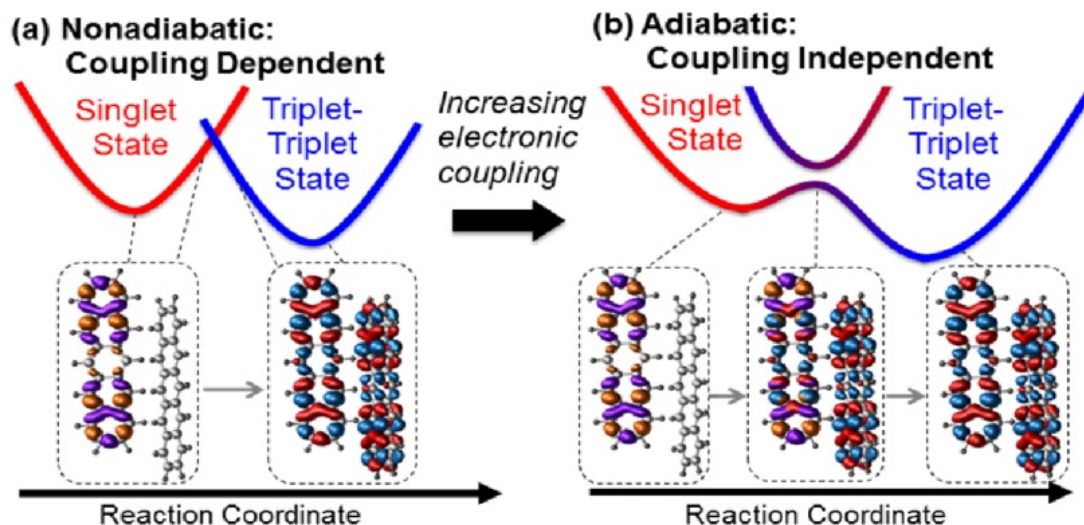 (a) Nonadiabatic:
Coupling Dependent
Singlet
State
Triplet-
Triplet
State
Reaction Coordinate
Increasing
electronic
coupling
(b) Adiabatic:
Coupling Independent
Singlet
State
Triplet-
Triplet
State
Reaction Coordinate